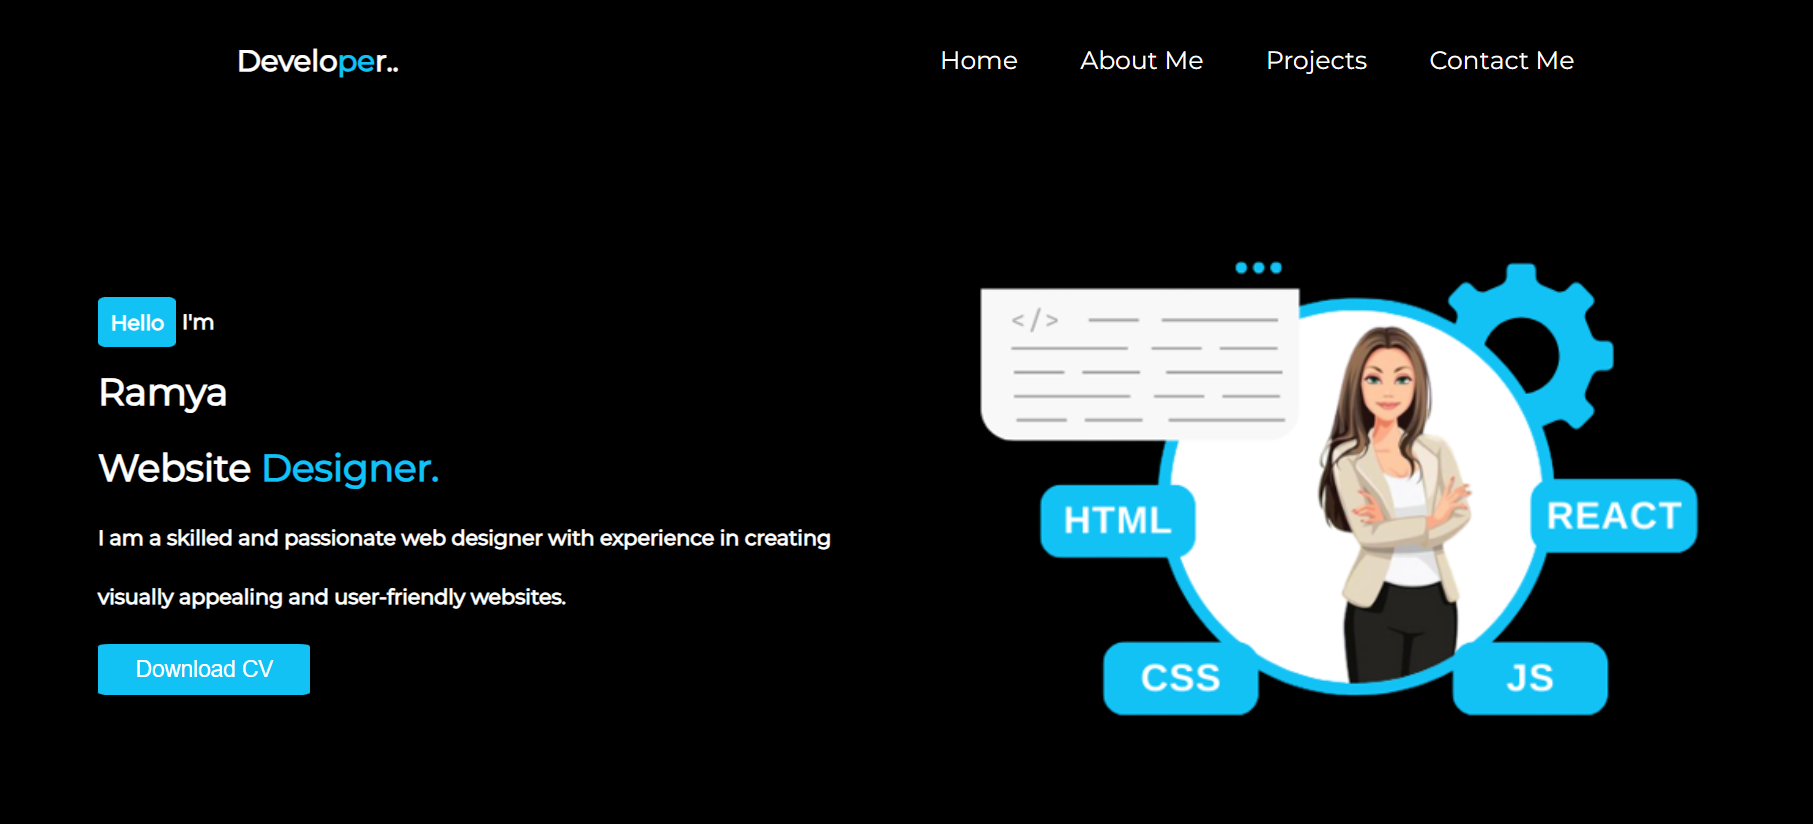 Developer..
Home About Me Projects Contact Me
Hello I'm
Ramya
Website Designer.
I am a skilled and passionate web designer with experience in creating
visually appealing and user-friendly websites.
Download CV
</>
HTML
REACT
CSS
JS